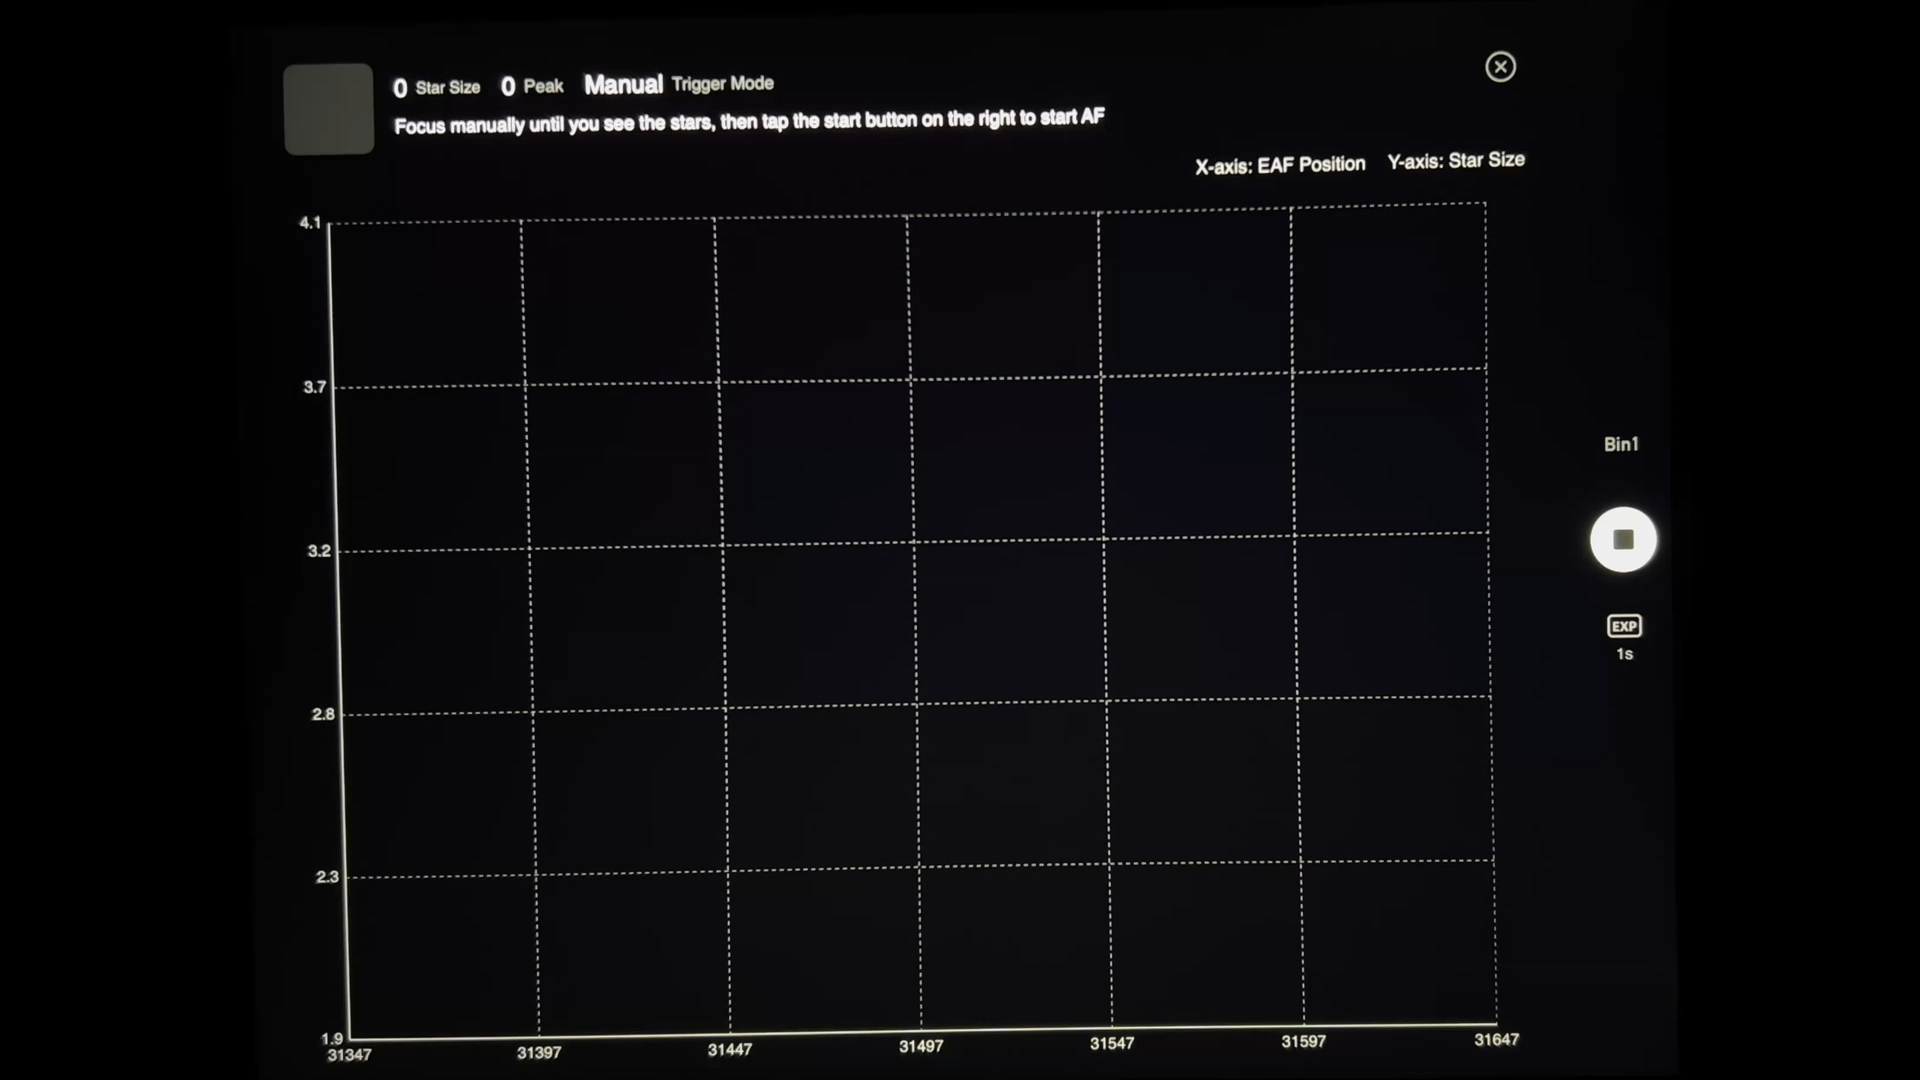 0 Star Size 0 Peak Manual Trigger Mode
Focus manually until you see the stars, then tap the start button on the right to start AF
X-axis: EAF Position Y-axis: Star Size
4.1
3.7
3.2
2.8
2.3
1.9
31347 31397 31447 31497 31547 31597 31647
Bin1
EXP
1s